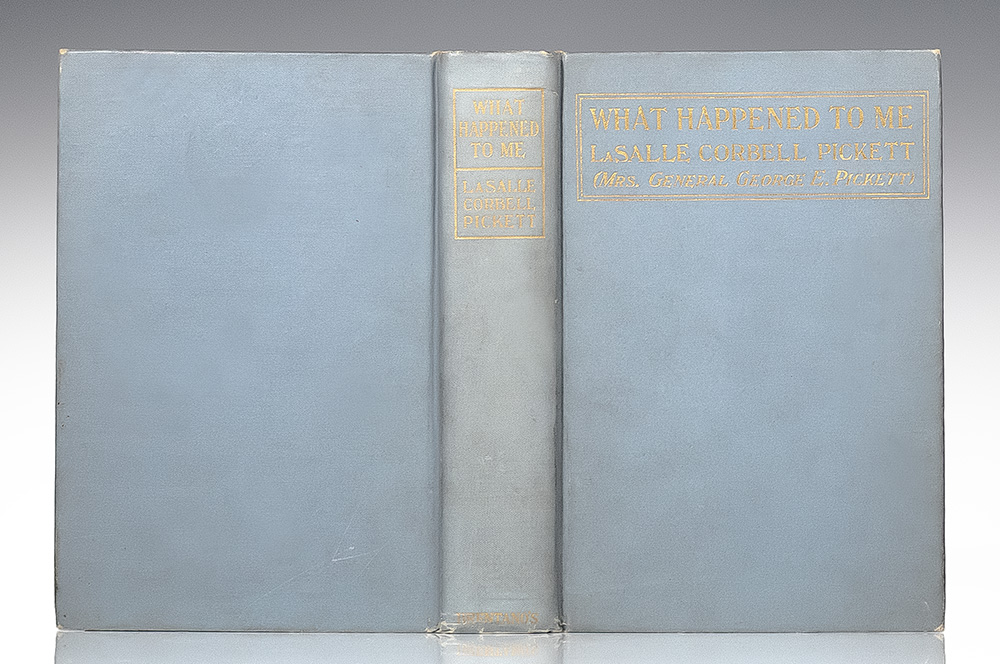 WHAT
HAPPENED
TO ME
LASALLE
CORBELL
PICKETT
WHAT HAPPENED TO ME
LASALLE CORBELL PICKETT
(MRS. GENERAL GEORGE E. PICKETT)